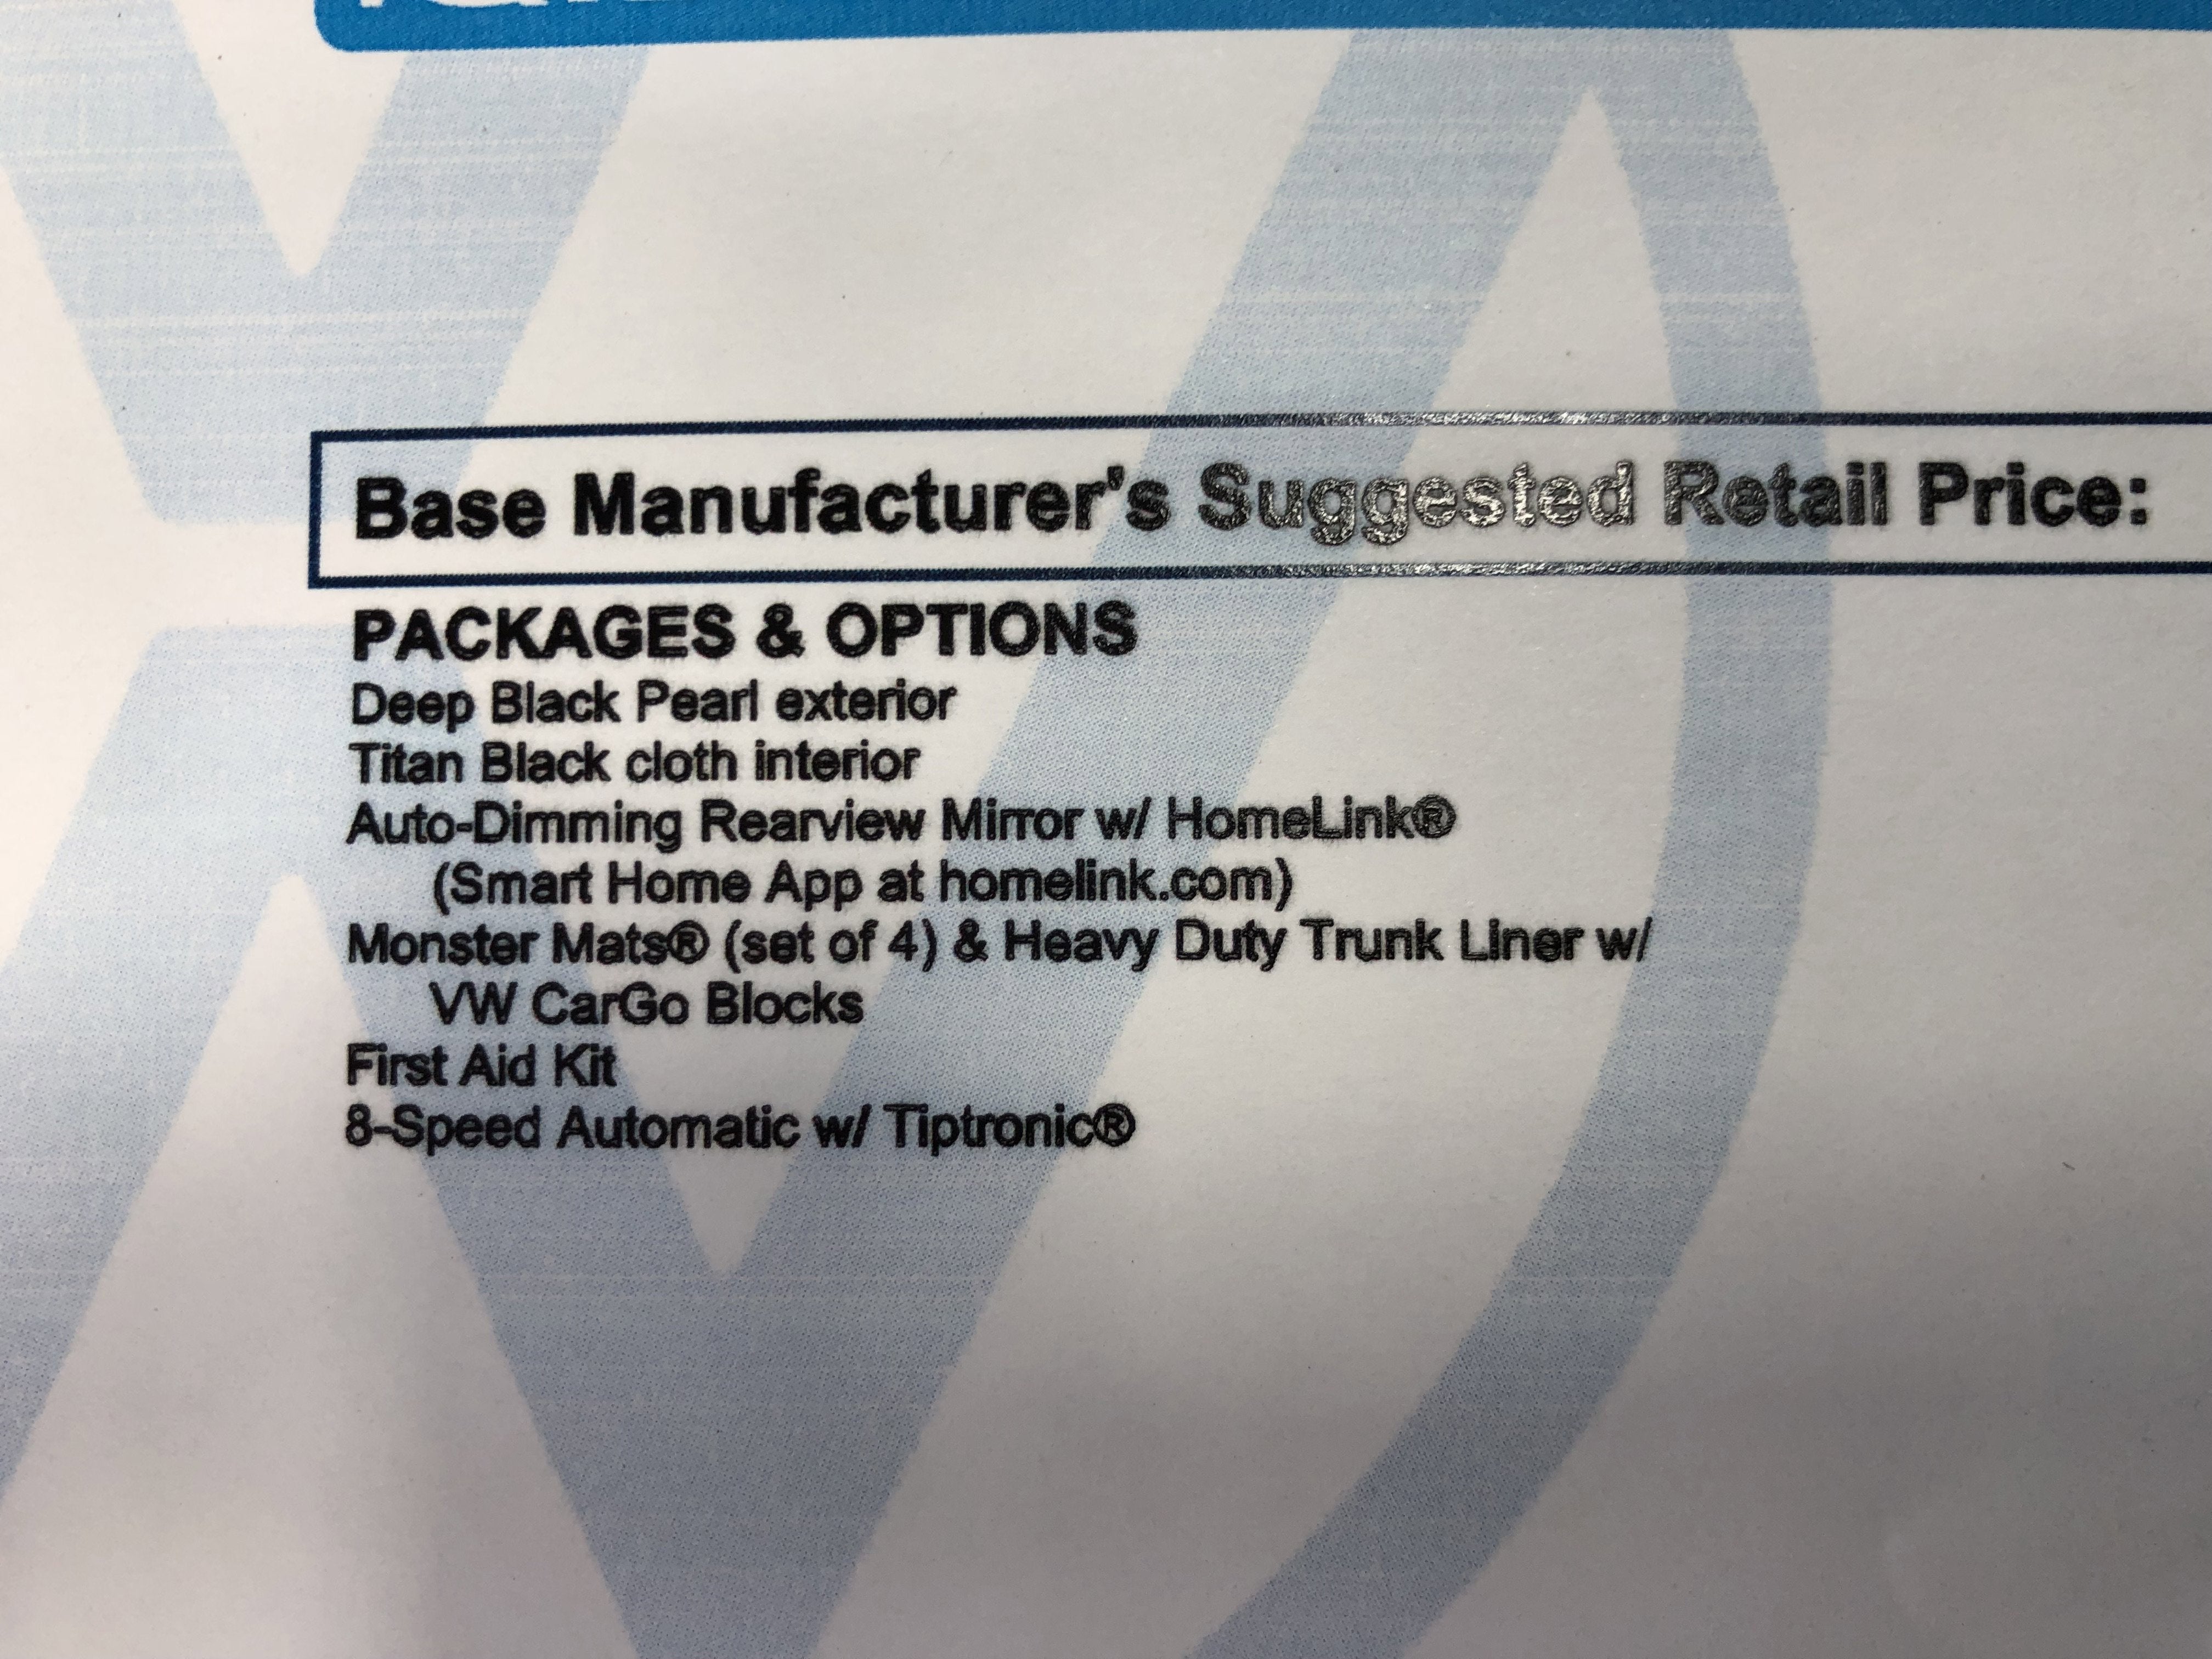 Base Manufacturer's Suggested Retail Price:
PACKAGES & OPTIONS
Deep Black Pearl exterior
Titan Black cloth interior
Auto-Dimming Rearview Mirror w/ HomeLink®
(Smart Home App at homelink.com)
Monster Mats® (set of 4) & Heavy Duty Trunk Liner w/
VW CarGo Blocks
First Aid Kit
8-Speed Automatic w/ Tiptronic®